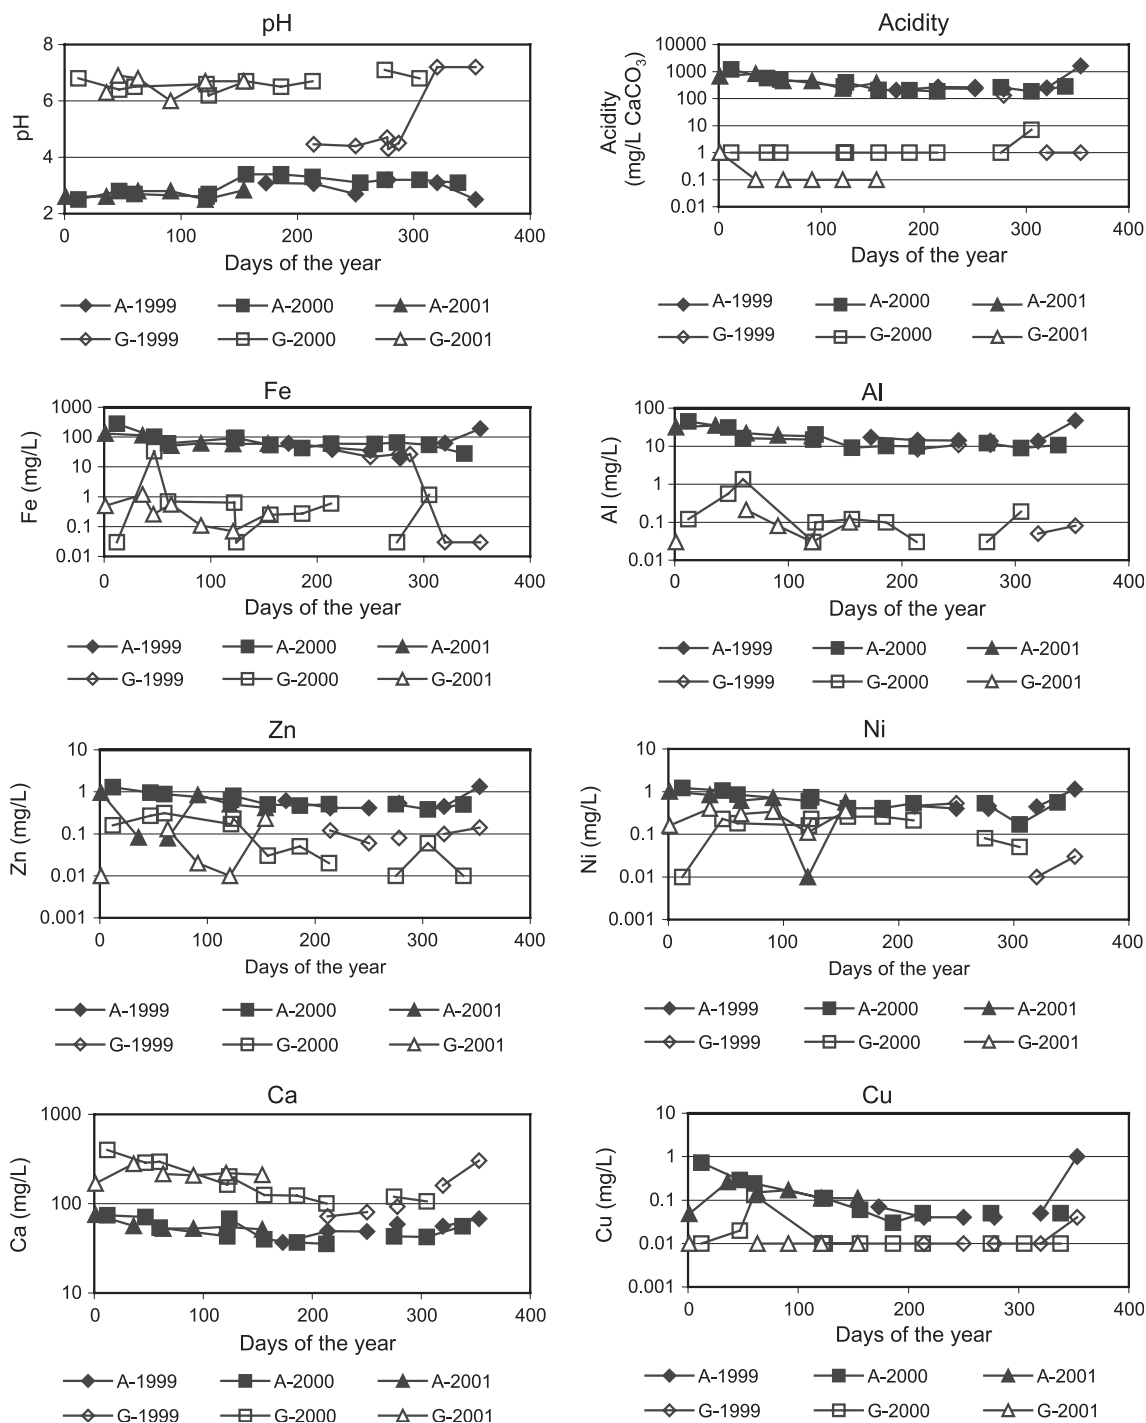 pH
8
6
4
2
pH
0 100 200 300 400
Days of the year
A-1999 A-2000 A-2001
G-1999 G-2000 G-2001
Acidity
10000
1000
100
10
1
0.1
0.01
Acidity
(mg/L CaCO3)
0 100 200 300 400
Days of the year
A-1999 A-2000 A-2001
G-1999 G-2000 G-2001
Fe
1000
100
10
1
0.1
0.01
Fe (mg/L)
0 100 200 300 400
Days of the year
A-1999 A-2000 A-2001
G-1999 G-2000 G-2001
Al
100
10
1
0.1
0.01
Al (mg/L)
0 100 200 300 400
Days of the year
A-1999 A-2000 A-2001
G-1999 G-2000 G-2001
Zn
10
1
0.1
0.01
0.001
Zn (mg/L)
0 100 200 300 400
Days of the year
A-1999 A-2000 A-2001
G-1999 G-2000 G-2001
Ni
10
1
0.1
0.01
0.001
Ni (mg/L)
0 100 200 300 400
Days of the year
A-1999 A-2000 A-2001
G-1999 G-2000 G-2001
Ca
1000
100
10
Ca (mg/L)
0 100 200 300 400
Days of the year
A-1999 A-2000 A-2001
G-1999 G-2000 G-2001
Cu
10
1
0.1
0.01
0.001
Cu (mg/L)
0 100 200 300 400
Days of the year
A-1999 A-2000 A-2001
G-1999 G-2000 G-2001